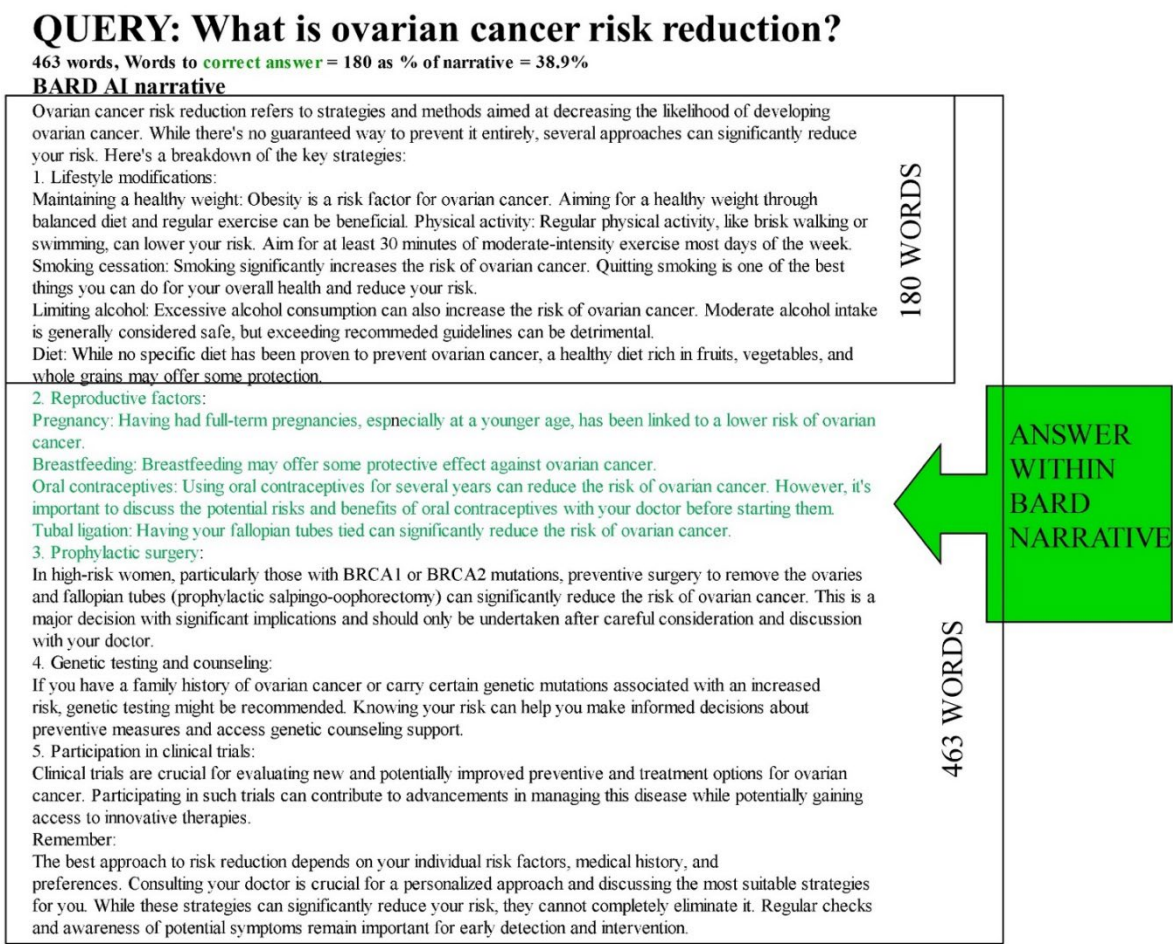 QUERY: What is ovarian cancer risk reduction?
463 words, Words to correct answer = 180 as % of narrative = 38.9%
BARD AI narrative
Ovarian cancer risk reduction refers to strategies and methods aimed at decreasing the likelihood of developing
ovarian cancer. While there's no guaranteed way to prevent it entirely, several approaches can significantly reduce
your risk. Here's a breakdown of the key strategies:
1. Lifestyle modifications:
Maintaining a healthy weight: Obesity is a risk factor for ovarian cancer. Aiming for a healthy weight through
balanced diet and regular exercise can be beneficial. Physical activity: Regular physical activity, like brisk walking or
swimming, can lower your risk. Aim for at least 30 minutes of moderate-intensity exercise most days of the week.
Smoking cessation: Smoking significantly increases the risk of ovarian cancer. Quitting smoking is one of the best
things you can do for your overall health and reduce your risk.
Limiting alcohol: Excessive alcohol consumption can also increase the risk of ovarian cancer. Moderate alcohol intake
is generally considered safe, but exceeding recommeded guidelines can be detrimental.
Diet: While no specific diet has been proven to prevent ovarian cancer, a healthy diet rich in fruits, vegetables, and
whole grains may offer some protection.
180 WORDS
2. Reproductive factors:
Pregnancy: Having had full-term pregnancies, espnecially at a younger age, has been linked to a lower risk of ovarian
cancer.
Breastfeeding: Breastfeeding may offer some protective effect against ovarian cancer.
Oral contraceptives: Using oral contraceptives for several years can reduce the risk of ovarian cancer. However, it's
important to discuss the potential risks and benefits of oral contraceptives with your doctor before starting them.
Tubal ligation: Having your fallopian tubes tied can significantly reduce the risk of ovarian cancer.
3. Prophylactic surgery:
In high-risk women, particularly those with BRCA1 or BRCA2 mutations, preventive surgery to remove the ovaries
and fallopian tubes (prophylactic salpingo-oophorectomy) can significantly reduce the risk of ovarian cancer. This is a
major decision with significant implications and should only be undertaken after careful consideration and discussion
with your doctor.
4. Genetic testing and counseling:
If you have a family history of ovarian cancer or carry certain genetic mutations associated with an increased
risk, genetic testing might be recommended. Knowing your risk can help you make informed decisions about
preventive measures and access genetic counseling support.
5. Participation in clinical trials:
Clinical trials are crucial for evaluating new and potentially improved preventive and treatment options for ovarian
cancer. Participating in such trials can contribute to advancements in managing this disease while potentially gaining
access to innovative therapies.
Remember:
The best approach to risk reduction depends on your individual risk factors, medical history, and
preferences. Consulting your doctor is crucial for a personalized approach and discussing the most suitable strategies
for you. While these strategies can significantly reduce your risk, they cannot completely eliminate it. Regular checks
and awareness of potential symptoms remain important for early detection and intervention.
463 WORDS
ANSWER
WITHIN
BARD
NARRATIVE